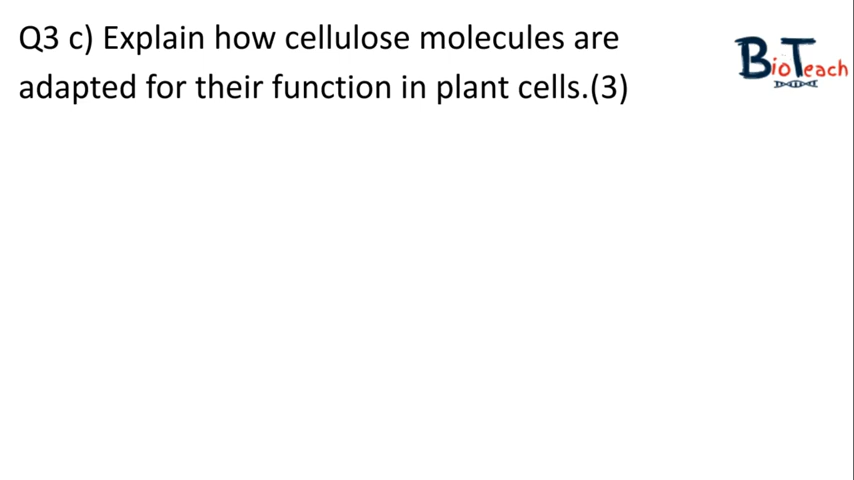 Q3 c) Explain how cellulose molecules are
adapted for their function in plant cells.(3)
BioTeach